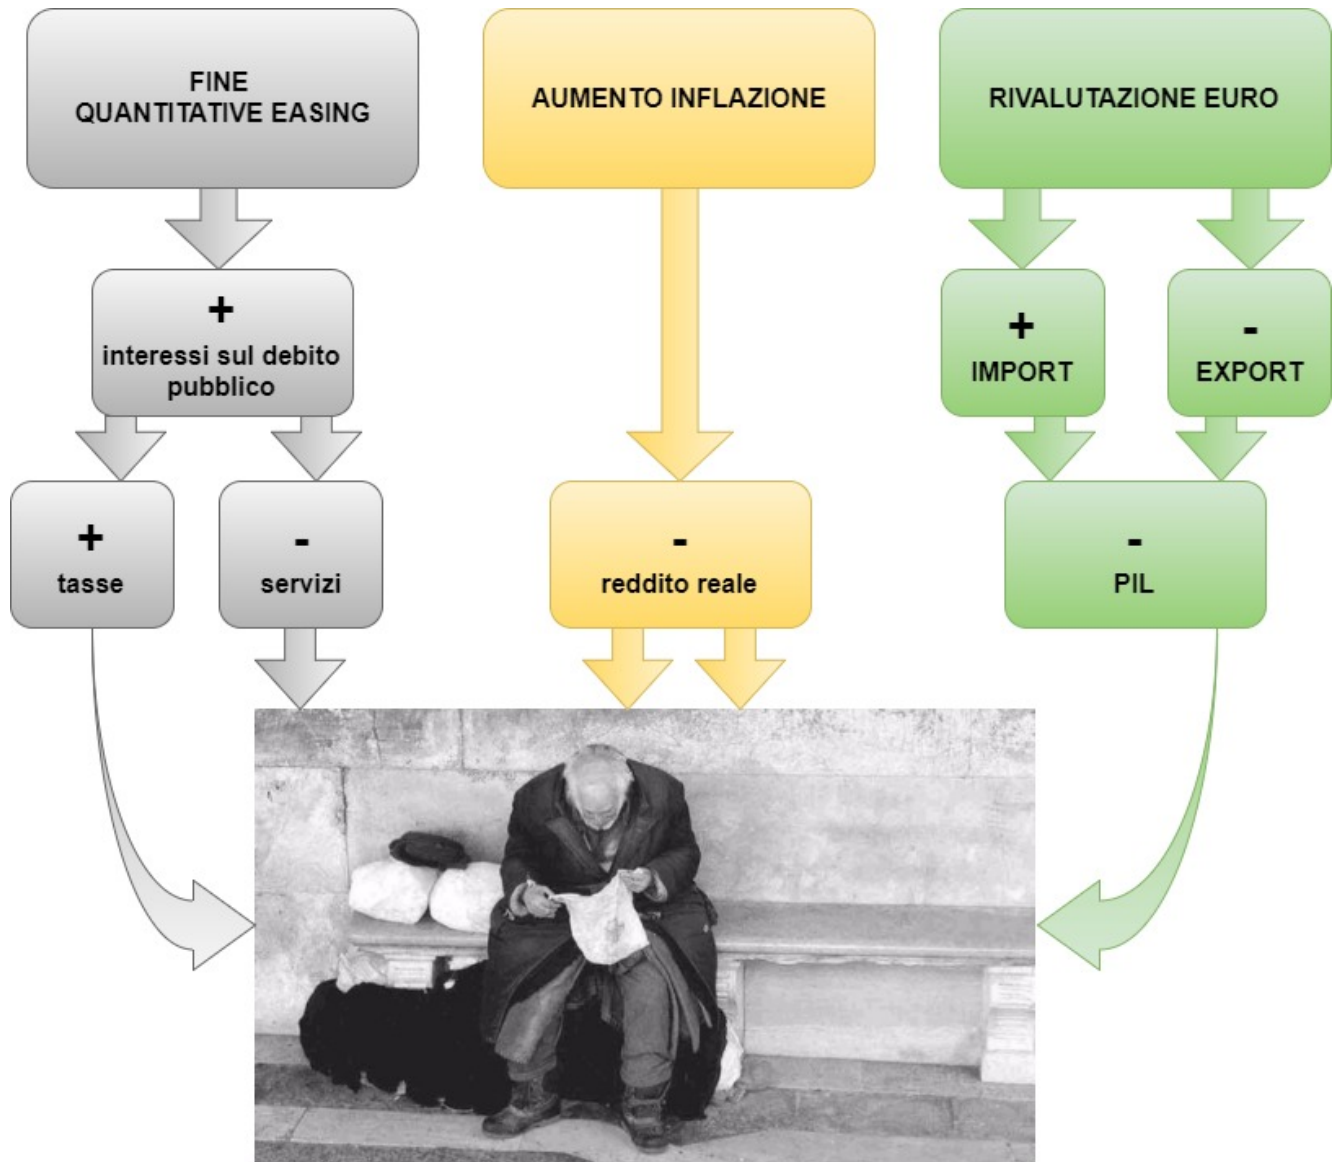 FINE
QUANTITATIVE EASING
AUMENTO INFLAZIONE
RIVALUTAZIONE EURO
+
interessi sul debito
pubblico
+
IMPORT
-
EXPORT
+
tasse
-
servizi
-
reddito reale
-
PIL